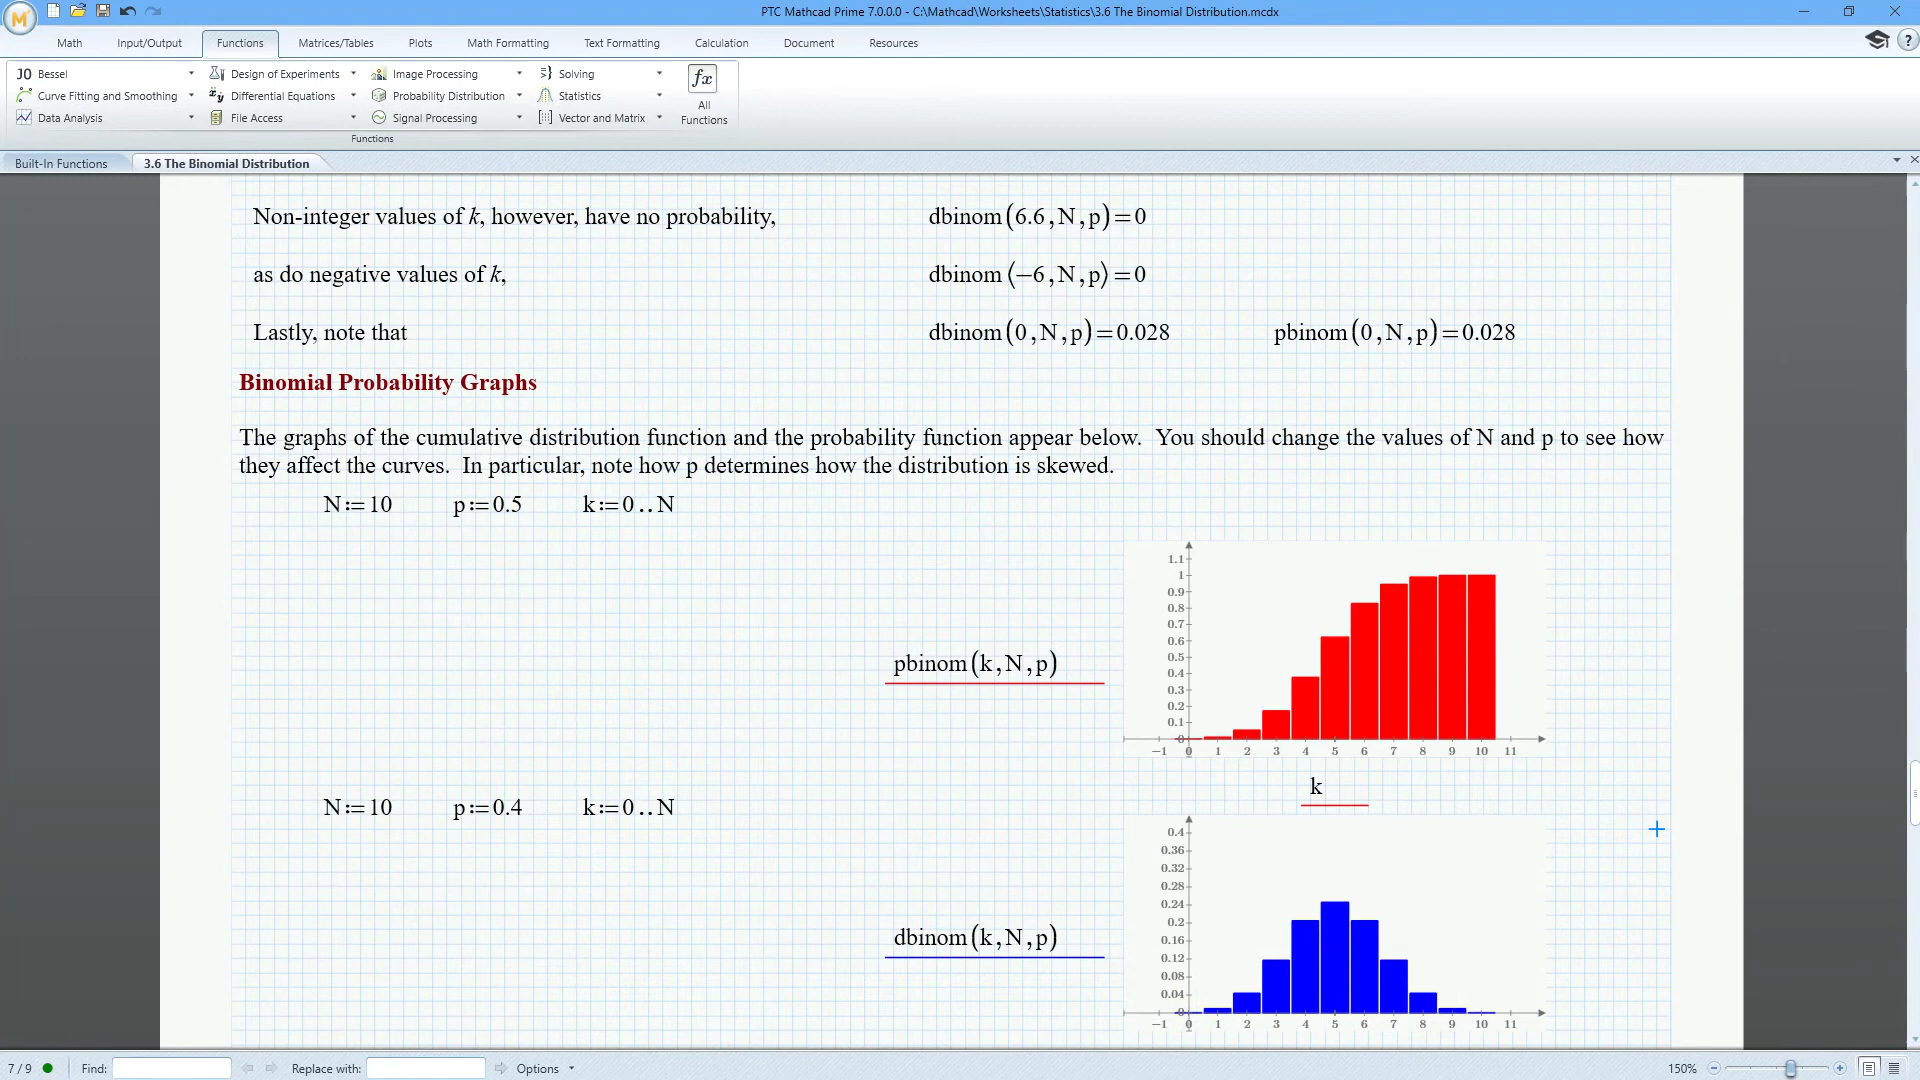 PTC Mathcad Prime 7.0.0.0 - C:\Mathcad\Worksheets\Statistics\3.6 The Binomial Distribution.mcdx
Math Input/Output Functions Matrices/Tables Plots Math Formatting Text Formatting Calculation Document Resources
J0 Bessel Design of Experiments Image Processing Solving fx
Curve Fitting and Smoothing Differential Equations Probability Distribution Statistics All
Data Analysis File Access Signal Processing Vector and Matrix Functions
Functions
Built-In Functions 3.6 The Binomial Distribution
Non-integer values of k, however, have no probability, dbinom(6.6,N,p)=0
as do negative values of k, dbinom(−6,N,p)=0
Lastly, note that dbinom(0,N,p)=0.028 pbinom(0,N,p)=0.028
Binomial Probability Graphs
The graphs of the cumulative distribution function and the probability function appear below. You should change the values of N and p to see how
they affect the curves. In particular, note how p determines how the distribution is skewed.
N:=10 p:=0.5 k:=0..N
1.1
1
0.9
0.8
0.7
0.6
0.5
0.4
0.3
0.2
0.1
0
pbinom(k,N,p)
−1 0 1 2 3 4 5 6 7 8 9 10 11
k
N:=10 p:=0.4 k:=0..N
0.4
0.36
0.32
0.28
0.24
0.2
0.16
0.12
0.08
0.04
0
dbinom(k,N,p)
−1 0 1 2 3 4 5 6 7 8 9 10 11
7 / 9 Find: Replace with: Options 150%